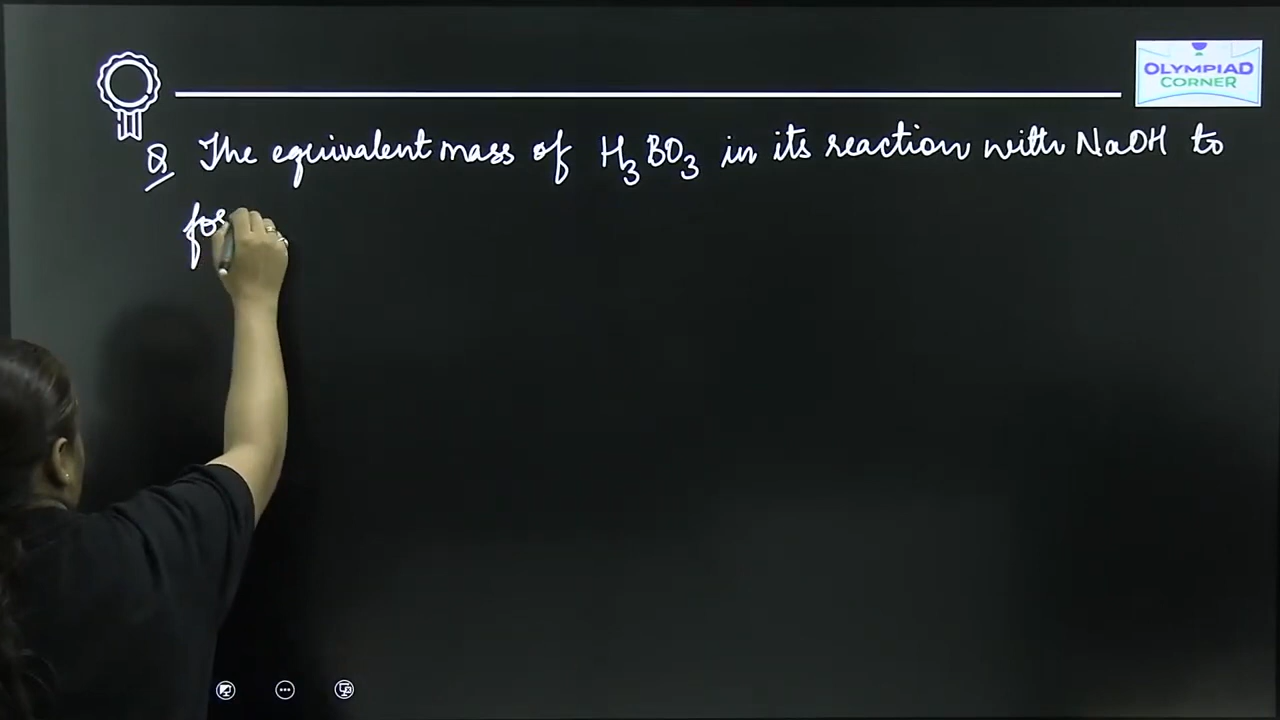 OLYMPIAD
CORNER
Q The equivalent mass of H₃BO₃ in its reaction with NaOH to